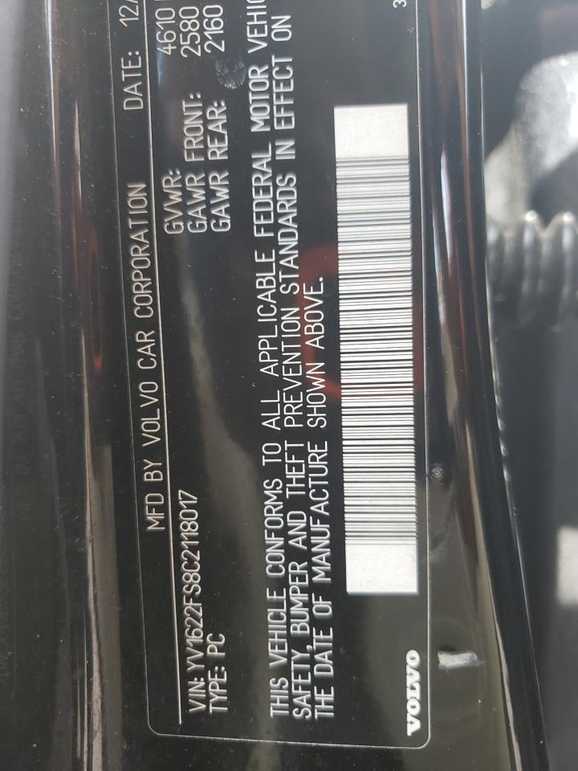 MFD BY VOLVO CAR CORPORATION DATE: 12/
GVWR: 4610
GAWR FRONT: 2580
GAWR REAR: 2160
VIN: YV1622FS8C2118017
TYPE: PC
THIS VEHICLE CONFORMS TO ALL APPLICABLE FEDERAL MOTOR VEHIC
SAFETY, BUMPER AND THEFT PREVENTION STANDARDS IN EFFECT ON
THE DATE OF MANUFACTURE SHOWN ABOVE.
VOLVO